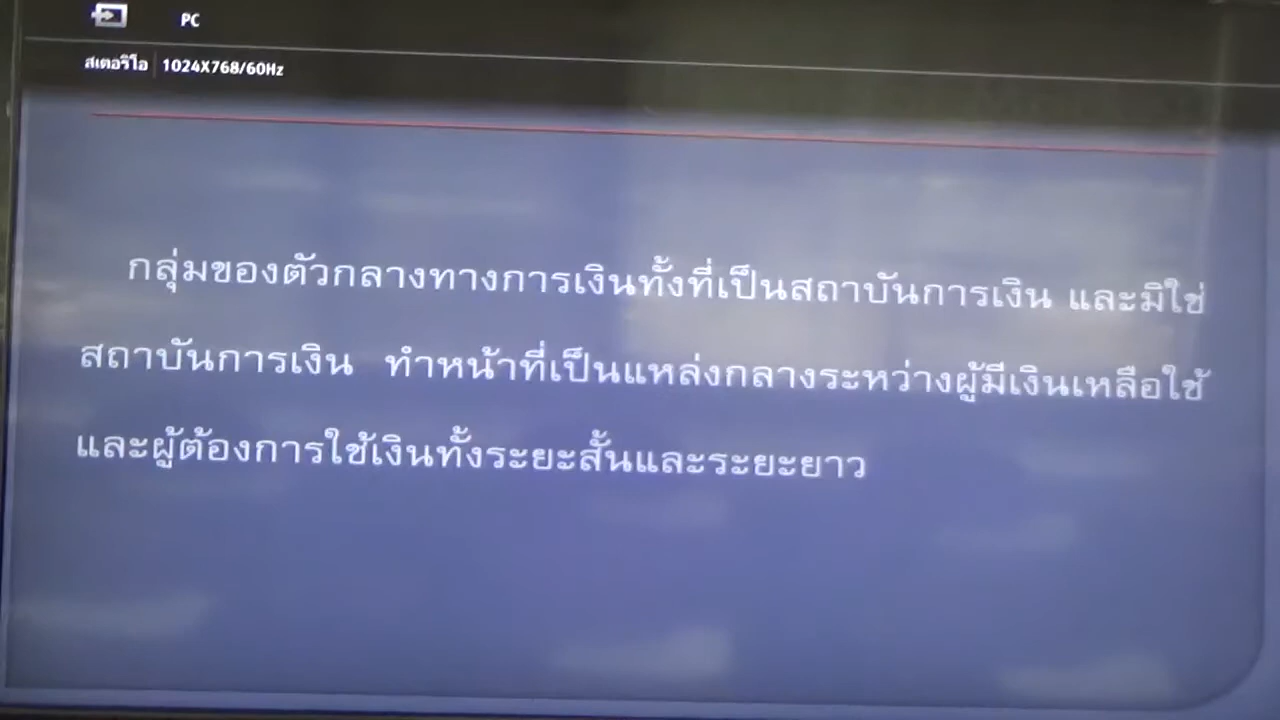 PC
สเตอริโอ 1024X768/60Hz
กลุ่มของตัวกลางทางการเงินทั้งที่เป็นสถาบันการเงิน และมิใช่
สถาบันการเงิน ทำหน้าที่เป็นแหล่งกลางระหว่างผู้มีเงินเหลือใช้
และผู้ต้องการใช้เงินทั้งระยะสั้นและระยะยาว